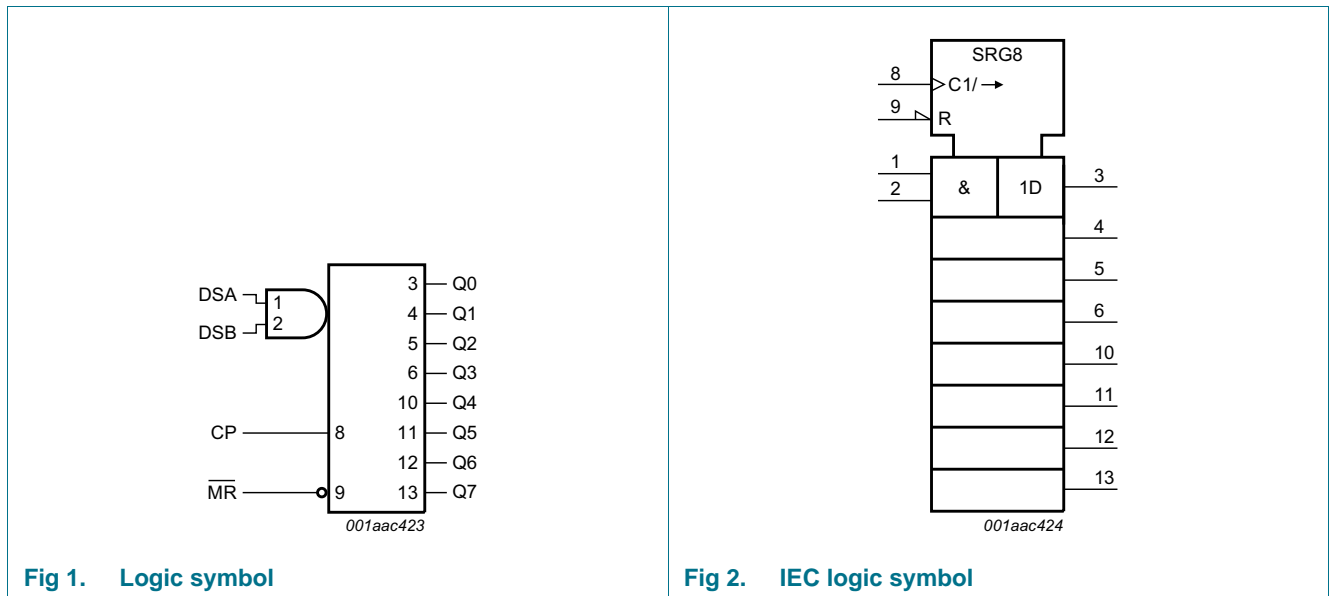 DSA
1
DSB
2
CP
8
MR
9
3 Q0
4 Q1
5 Q2
6 Q3
10 Q4
11 Q5
12 Q6
13 Q7
001aac423
Fig 1. Logic symbol
SRG8
8
C1/ →
9
R
1
2
&
1D
3
4
5
6
10
11
12
13
001aac424
Fig 2. IEC logic symbol